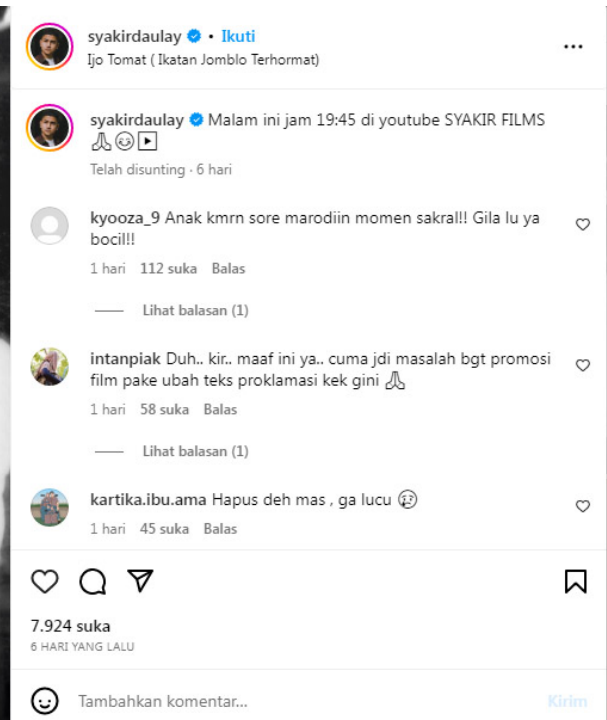 syakirdaulay • Ikuti
Ijo Tomat ( Ikatan Jomblo Terhormat)
syakirdaulay Malam ini jam 19:45 di youtube SYAKIR FILMS
🙏😂▶️
Telah disunting · 6 hari
kyooza_9 Anak kmrn sore marodiin momen sakral!! Gila lu ya
bocil!!
1 hari 112 suka Balas
Lihat balasan (1)
intanpiak Duh.. kir.. maaf ini ya.. cuma jdi masalah bgt promosi
film pake ubah teks proklamasi kek gini 🙏
1 hari 58 suka Balas
Lihat balasan (1)
kartika.ibu.ama Hapus deh mas , ga lucu 😢
1 hari 45 suka Balas
7.924 suka
6 HARI YANG LALU
Tambahkan komentar...
Kirim